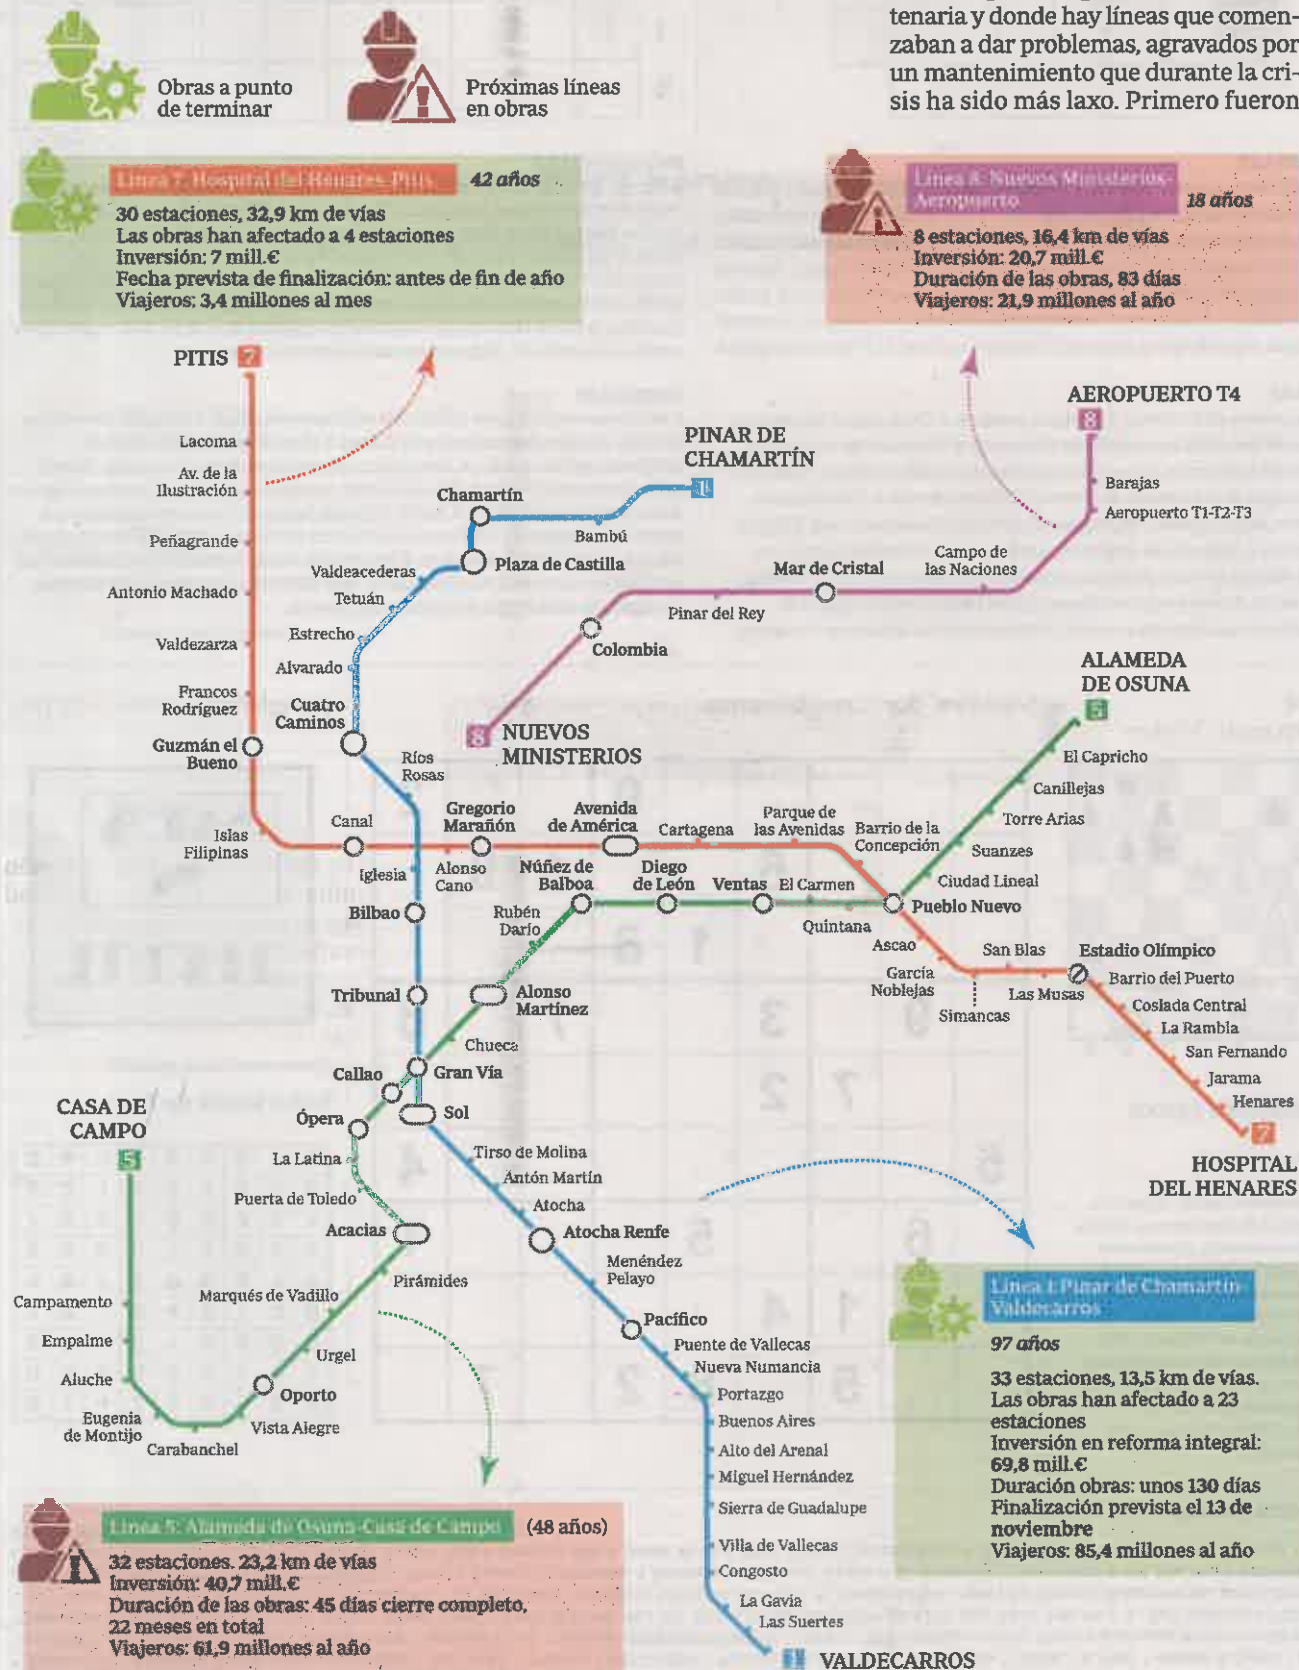 tenaria y donde hay líneas que comen-
zaban a dar problemas, agravados por
un mantenimiento que durante la cri-
sis ha sido más laxo. Primero fueron
Obras a punto
de terminar
Próximas líneas
en obras
Línea 7: Hospital del Henares-Pitis
42 años
30 estaciones, 32,9 km de vías
Las obras han afectado a 4 estaciones
Inversión: 7 mill.€
Fecha prevista de finalización: antes de fin de año
Viajeros: 3,4 millones al mes
Línea 8: Nuevos Ministerios-
Aeropuerto
18 años
8 estaciones, 16,4 km de vías
Inversión: 20,7 mill.€
Duración de las obras, 83 días
Viajeros: 21,9 millones al año
PITIS 7
Lacoma
Av. de la
Ilustración
Peñagrande
Antonio Machado
Valdezarza
Francos
Rodríguez
Guzmán el
Bueno
Islas
Filipinas
Canal
Alonso
Cano
Gregorio
Marañón
Avenida
de América
Cartagena
Parque de
las Avenidas
Barrio de la
Concepción
Pueblo Nuevo
Ascao
García
Noblejas
Simancas
San Blas
Las Musas
Estadio Olímpico
Barrio del Puerto
Coslada Central
La Rambla
San Fernando
Jarama
Henares
7
HOSPITAL
DEL HENARES
PINAR DE
CHAMARTÍN
1
Bambú
Chamartín
Plaza de Castilla
Valdeacederas
Tetuán
Estrecho
Alvarado
Cuatro
Caminos
Ríos
Rosas
Iglesia
Bilbao
Tribunal
Gran Vía
Sol
Tirso de Molina
Antón Martín
Atocha
Atocha Renfe
Menéndez
Pelayo
Pacífico
Puente de Vallecas
Nueva Numancia
Portazgo
Buenos Aires
Alto del Arenal
Miguel Hernández
Sierra de Guadalupe
Villa de Vallecas
Congosto
La Gavia
Las Suertes
1 VALDECARROS
AEROPUERTO T4
8
Barajas
Aeropuerto T1-T2-T3
Campo de
las Naciones
Mar de Cristal
Pinar del Rey
Colombia
8 NUEVOS
MINISTERIOS
ALAMEDA
DE OSUNA
5
El Capricho
Canillejas
Torre Arias
Suanzes
Ciudad Lineal
Quintana
El Carmen
Ventas
Diego
de León
Núñez de
Balboa
Rubén
Darío
Alonso
Martínez
Chueca
Callao
Ópera
La Latina
Puerta de Toledo
Acacias
Pirámides
Marqués de Vadillo
Urgel
Oporto
Vista Alegre
Carabanchel
Eugenia
de Montijo
Aluche
Empalme
Campamento
CASA DE
CAMPO
5
Línea 1: Pinar de Chamartín-
Valdecarros
97 años
33 estaciones, 13,5 km de vías.
Las obras han afectado a 23
estaciones
Inversión en reforma integral:
69,8 mill.€
Duración obras: unos 130 días
Finalización prevista el 13 de
noviembre
Viajeros: 85,4 millones al año
Línea 5: Alameda de Osuna-Casa de Campo (48 años)
32 estaciones. 23,2 km de vías
Inversión: 40,7 mill.€
Duración de las obras: 45 días cierre completo,
22 meses en total
Viajeros: 61,9 millones al año